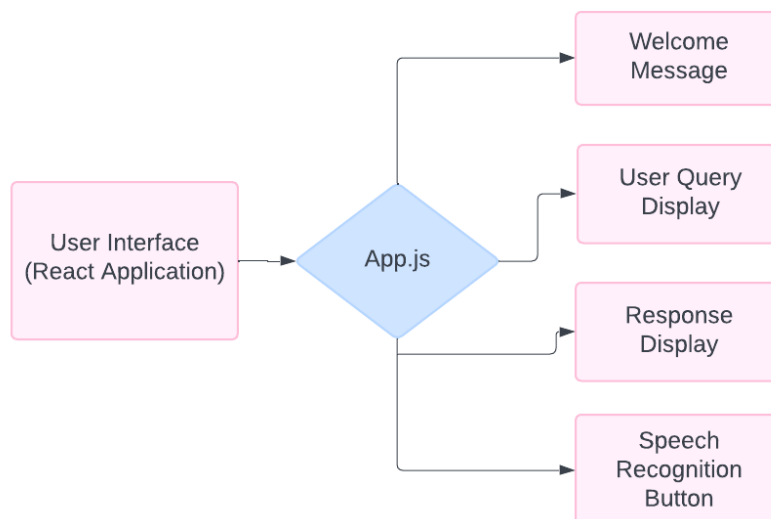 Welcome
Message
User Query
Display
User Interface
(React Application)
App.js
Response
Display
Speech
Recognition
Button